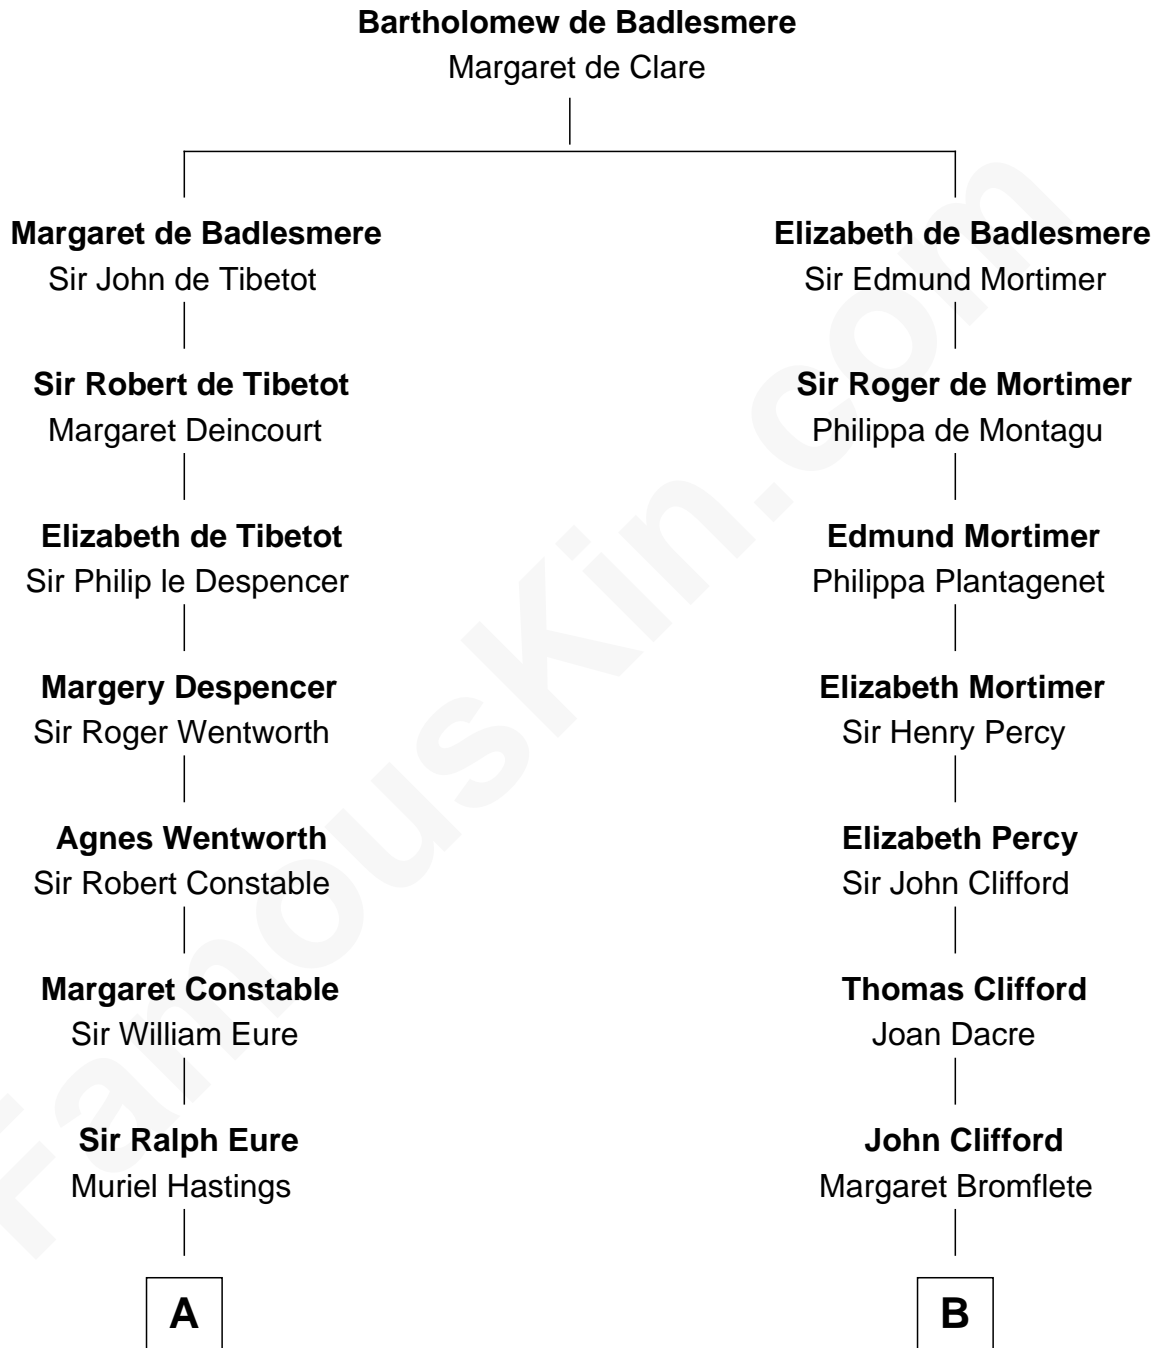 Bartholomew de Badlesmere
Margaret de Clare
Margaret de Badlesmere
Sir John de Tibetot
Elizabeth de Badlesmere
Sir Edmund Mortimer
Sir Robert de Tibetot
Margaret Deincourt
Sir Roger de Mortimer
Philippa de Montagu
Elizabeth de Tibetot
Sir Philip le Despencer
Edmund Mortimer
Philippa Plantagenet
Margery Despencer
Sir Roger Wentworth
Elizabeth Mortimer
Sir Henry Percy
Agnes Wentworth
Sir Robert Constable
Elizabeth Percy
Sir John Clifford
Margaret Constable
Sir William Eure
Thomas Clifford
Joan Dacre
Sir Ralph Eure
Muriel Hastings
John Clifford
Margaret Bromflete
A
B
FamousKin.com